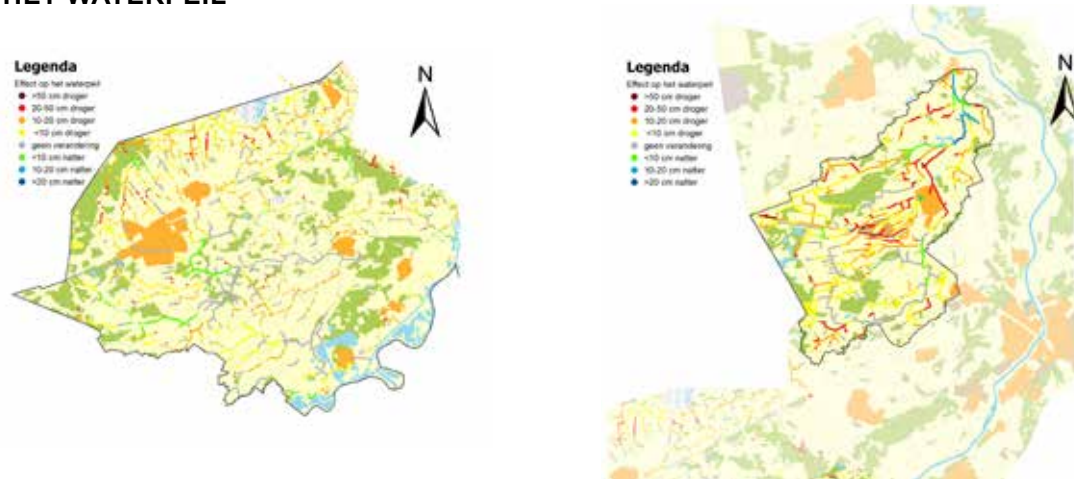 HET WATERPEIL
Legenda
Effect op het waterpeil
>50 cm droger
20-50 cm droger
10-20 cm droger
<10 cm droger
geen verandering
<10 cm natter
10-20 cm natter
>20 cm natter
N
Legenda
Effect op het waterpeil
>50 cm droger
20-50 cm droger
10-20 cm droger
<10 cm droger
geen verandering
<10 cm natter
10-20 cm natter
>20 cm natter
N